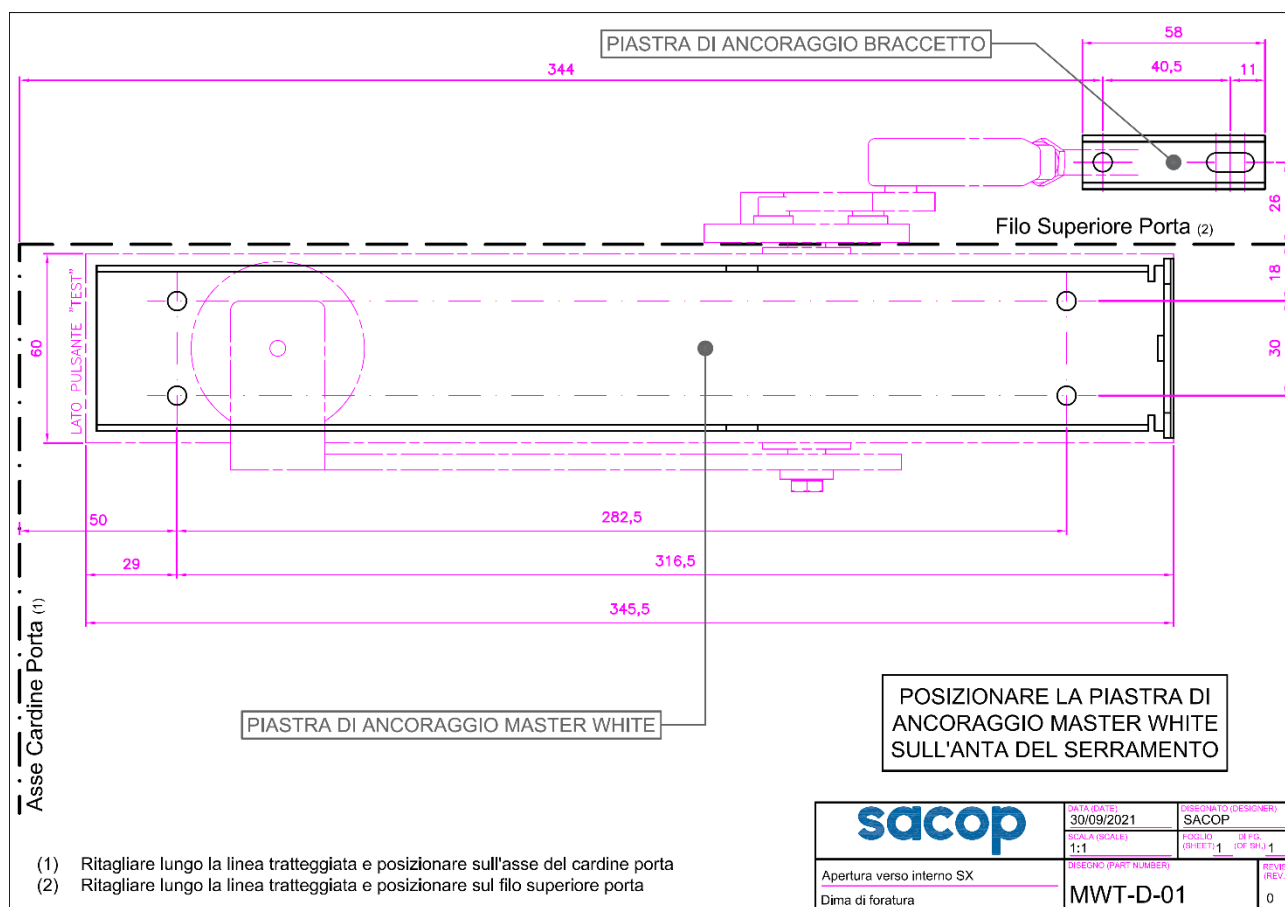 PIASTRA DI ANCORAGGIO BRACCETTO
58
344
40,5
11
26
Filo Superiore Porta (2)
18
LATO PULSANTE "TEST"
60
30
50
282,5
29
316,5
345,5
Asse Cardine Porta (1)
PIASTRA DI ANCORAGGIO MASTER WHITE
POSIZIONARE LA PIASTRA DI
ANCORAGGIO MASTER WHITE
SULL'ANTA DEL SERRAMENTO
sacop
DATA (DATE)
30/09/2021
DISEGNATO (DESIGNER)
SACOP
SCALA (SCALE)
1:1
FOGLIO (SHEET) 1 DI FG. (OF SH.) 1
Apertura verso interno SX
Dima di foratura
DISEGNO (PART NUMBER)
MWT-D-01
REVIS
(REV.
0
(1) Ritagliare lungo la linea tratteggiata e posizionare sull'asse del cardine porta
(2) Ritagliare lungo la linea tratteggiata e posizionare sul filo superiore porta